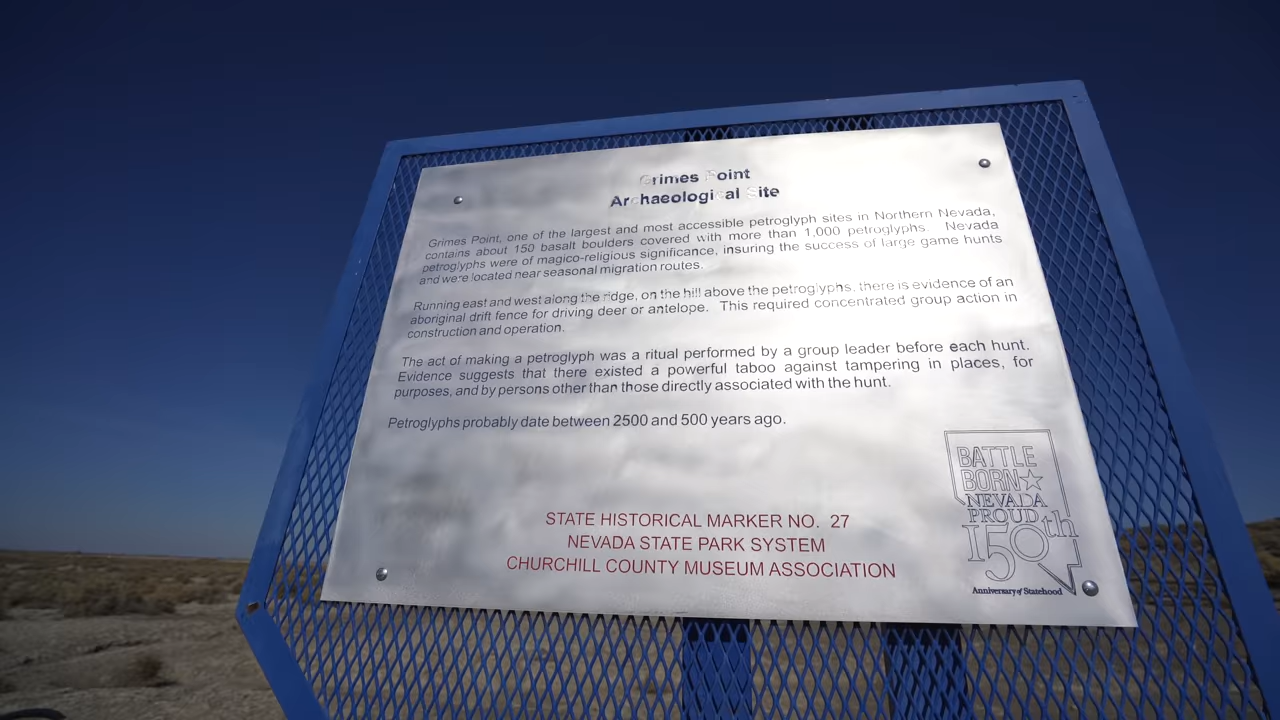 Grimes Point
Archaeological Site
Grimes Point, one of the largest and most accessible petroglyph sites in Northern Nevada,
contains about 150 basalt boulders covered with more than 1,000 petroglyphs. Nevada
petroglyphs were of magico-religious significance, insuring the success of large game hunts
and were located near seasonal migration routes.
Running east and west along the ridge, on the hill above the petroglyphs, there is evidence of an
aboriginal drift fence for driving deer or antelope. This required concentrated group action in
construction and operation.
The act of making a petroglyph was a ritual performed by a group leader before each hunt.
Evidence suggests that there existed a powerful taboo against tampering in places, for
purposes, and by persons other than those directly associated with the hunt.
Petroglyphs probably date between 2500 and 500 years ago.
STATE HISTORICAL MARKER NO. 27
NEVADA STATE PARK SYSTEM
CHURCHILL COUNTY MUSEUM ASSOCIATION
BATTLE
BORN
NEVADA
PROUD
150th
Anniversary of Statehood